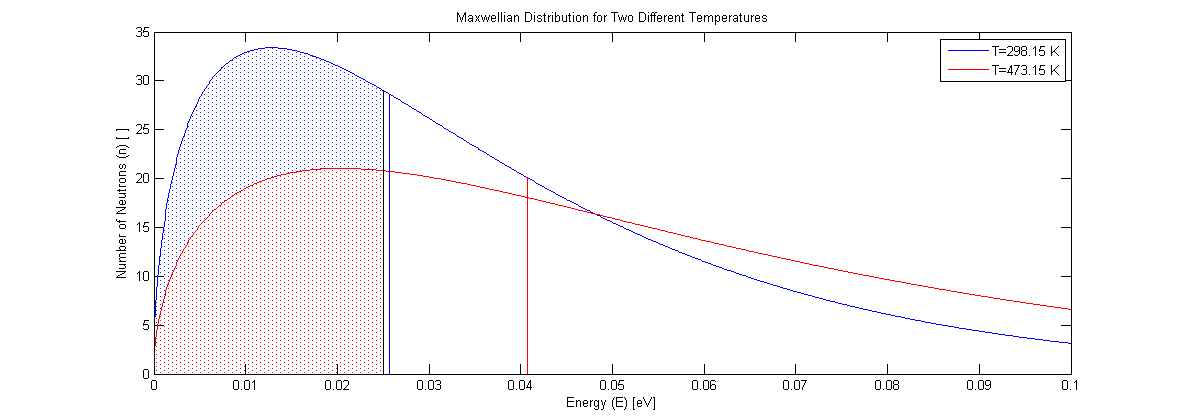 Maxwellian Distribution for Two Different Temperatures
T=298.15 K
T=473.15 K
Number of Neutrons (n) [ ]
35
30
25
20
15
10
5
0
0 0.01 0.02 0.03 0.04 0.05 0.06 0.07 0.08 0.09 0.1
Energy (E) [eV]